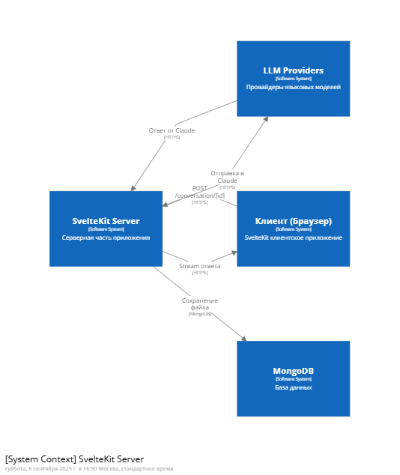 LLM Providers
[Software System]
Провайдеры языковых моделей
Ответ от Claude
[HTTPS]
Отправка в
Claude
[HTTPS]
POST
/conversation/[id]
[HTTPS]
SvelteKit Server
[Software System]
Серверная часть приложения
Клиент (Браузер)
[Software System]
SvelteKit клиентское приложение
Stream ответа
[HTTPS]
Сохранение
файла
[MongoDB]
MongoDB
[Software System]
База данных
[System Context] SvelteKit Server
суббота, 6 сентября 2025 г. в 16:30 Москва, стандартное время